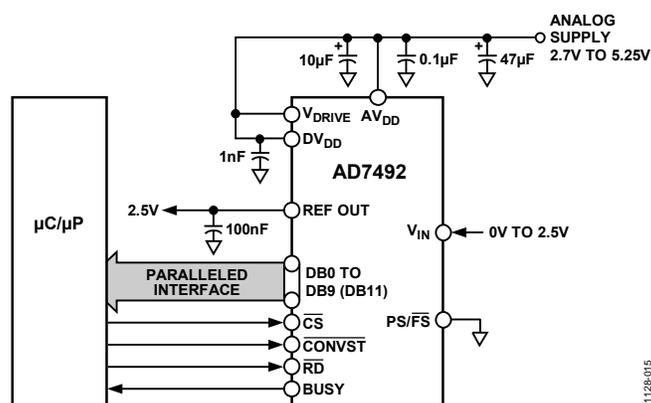 ANALOG
SUPPLY
2.7V TO 5.25V
10µF
0.1µF
47µF
VDRIVE
AVDD
DVDD
1nF
AD7492
µC/µP
2.5V
REF OUT
100nF
VIN
0V TO 2.5V
PARALLELED
INTERFACE
DB0 TO
DB9 (DB11)
CS
PS/FS
CONVST
RD
BUSY
1128-015